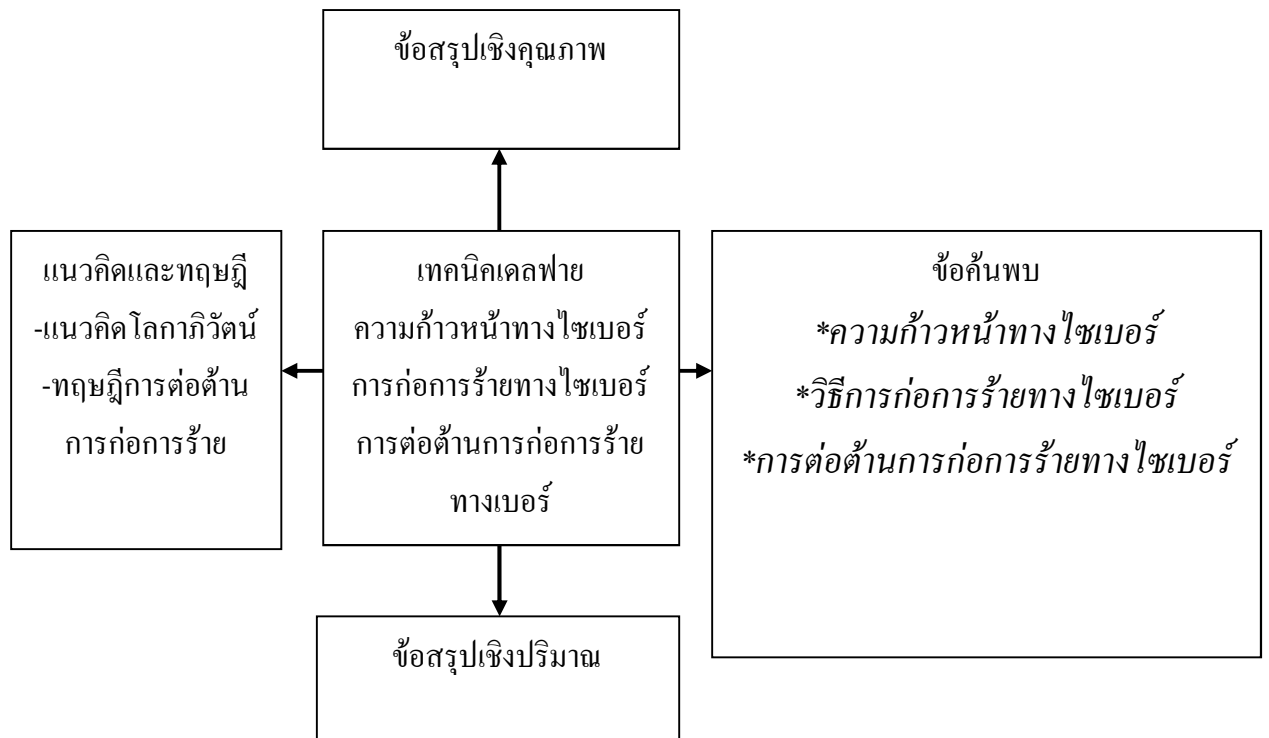 ข้อสรุปเชิงคุณภาพ
แนวคิดและทฤษฎี
-แนวคิดโลกาภิวัตน์
-ทฤษฎีการต่อต้าน
การก่อการร้าย
เทคนิคเดลฟาย
ความก้าวหน้าทางไซเบอร์
การก่อการร้ายทางไซเบอร์
การต่อต้านการก่อการร้าย
ทางเบอร์
ข้อค้นพบ
*ความก้าวหน้าทางไซเบอร์
*วิธีการก่อการร้ายทางไซเบอร์
*การต่อต้านการก่อการร้ายทางไซเบอร์
ข้อสรุปเชิงปริมาณ